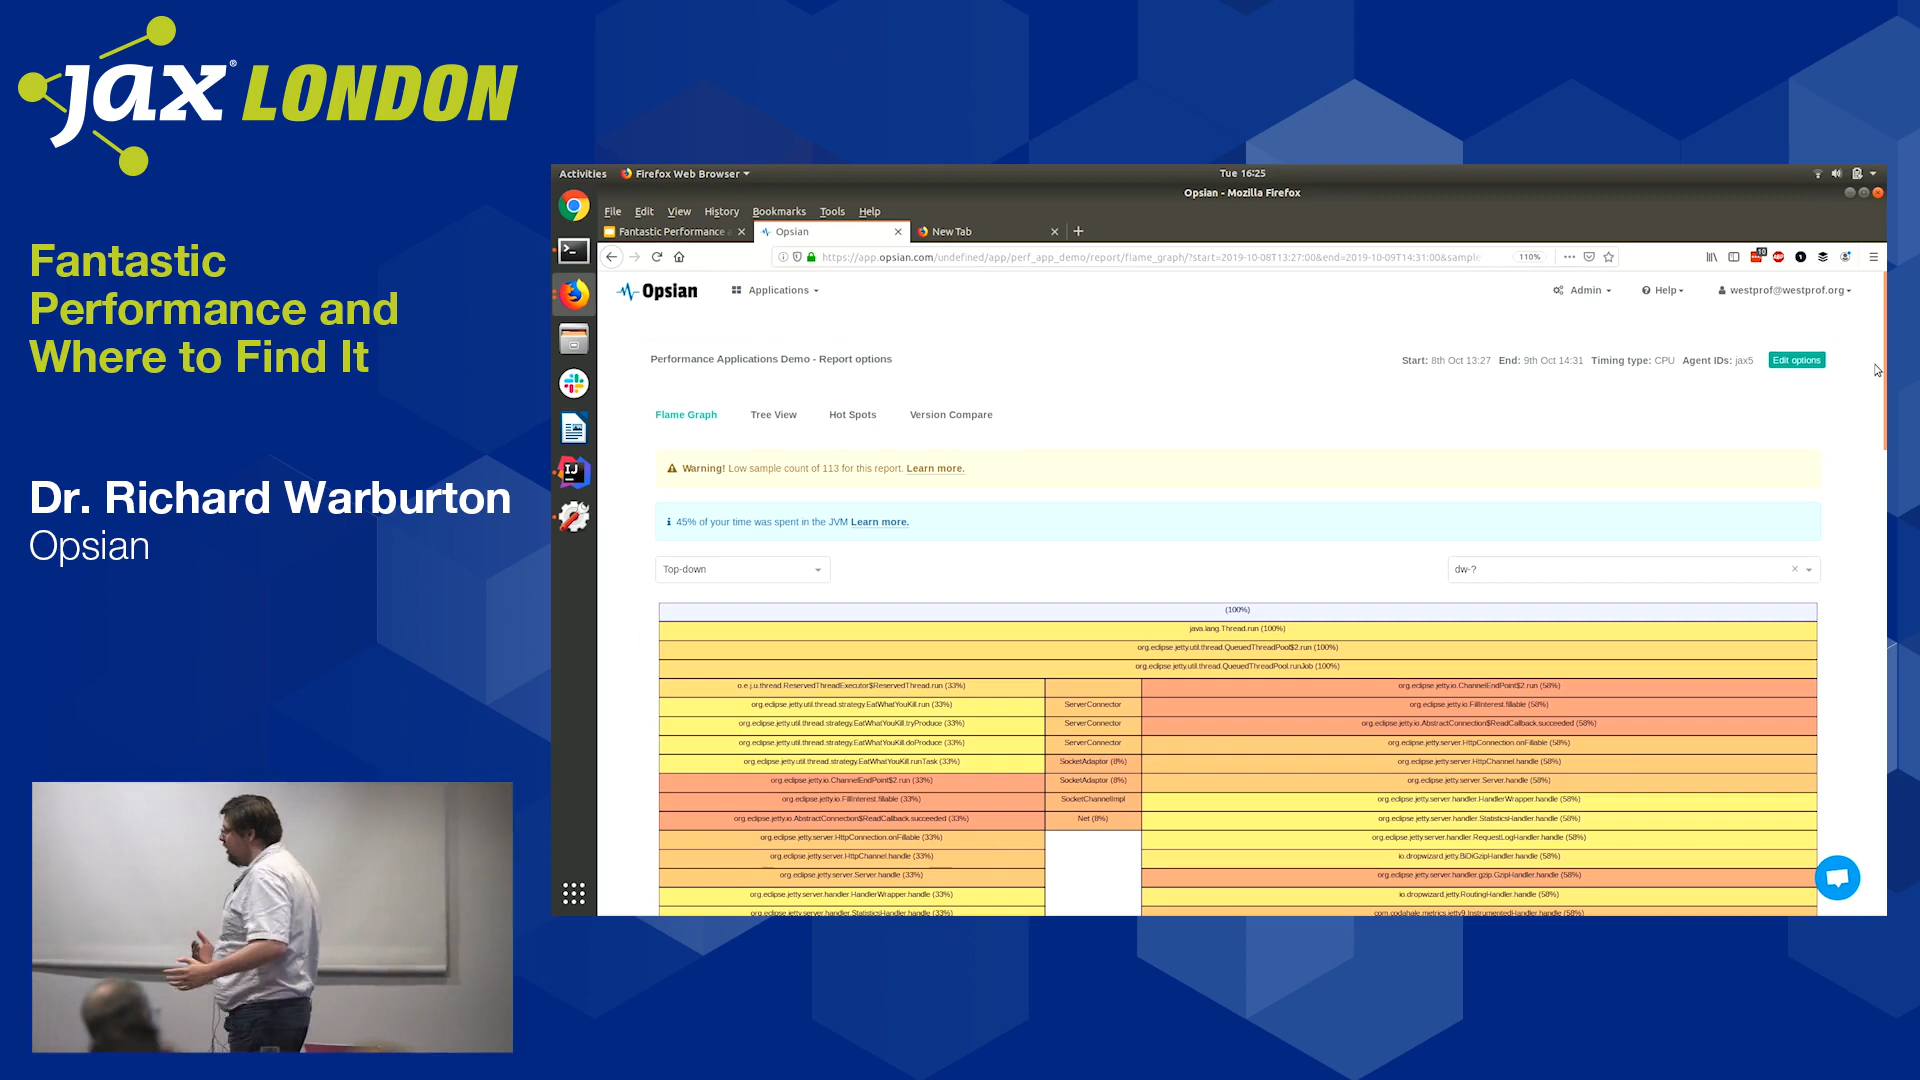 jax® LONDON
Fantastic
Performance and
Where to Find It
Dr. Richard Warburton
Opsian
Activities Firefox Web Browser Tue 16:25
Opsian - Mozilla Firefox
File Edit View History Bookmarks Tools Help
Fantastic Performance a Opsian New Tab
https://app.opsian.com/undefined/app/perf_app_demo/report/flame_graph/?start=2019-10-08T13:27:00&end=2019-10-09T14:31:00&sample 110%
Opsian Applications Admin Help westprof@westprof.org
Performance Applications Demo - Report options Start: 8th Oct 13:27 End: 9th Oct 14:31 Timing type: CPU Agent IDs: jax5 Edit options
Flame Graph Tree View Hot Spots Version Compare
Warning! Low sample count of 113 for this report. Learn more.
45% of your time was spent in the JVM Learn more.
Top-down dw-?
(100%)
java.lang.Thread.run (100%)
org.eclipse.jetty.util.thread.QueuedThreadPool$2.run (100%)
org.eclipse.jetty.util.thread.QueuedThreadPool.runJob (100%)
o.e.j.u.thread.ReservedThreadExecutor$ReservedThread.run (33%) org.eclipse.jetty.io.ChannelEndPoint$2.run (58%)
org.eclipse.jetty.util.thread.strategy.EatWhatYouKill.run (33%) ServerConnector org.eclipse.jetty.io.FillInterest.fillable (58%)
org.eclipse.jetty.util.thread.strategy.EatWhatYouKill.tryProduce (33%) ServerConnector org.eclipse.jetty.io.AbstractConnection$ReadCallback.succeeded (58%)
org.eclipse.jetty.util.thread.strategy.EatWhatYouKill.doProduce (33%) ServerConnector org.eclipse.jetty.server.HttpConnection.onFillable (58%)
org.eclipse.jetty.util.thread.strategy.EatWhatYouKill.runTask (33%) SocketAdaptor (8%) org.eclipse.jetty.server.HttpChannel.handle (58%)
org.eclipse.jetty.io.ChannelEndPoint$2.run (33%) SocketAdaptor (8%) org.eclipse.jetty.server.Server.handle (58%)
org.eclipse.jetty.io.FillInterest.fillable (33%) SocketChannelImpl org.eclipse.jetty.server.handler.HandlerWrapper.handle (58%)
org.eclipse.jetty.io.AbstractConnection$ReadCallback.succeeded (33%) Net (8%) org.eclipse.jetty.server.handler.StatisticsHandler.handle (58%)
org.eclipse.jetty.server.HttpConnection.onFillable (33%) org.eclipse.jetty.server.handler.RequestLogHandler.handle (58%)
org.eclipse.jetty.server.HttpChannel.handle (33%) io.dropwizard.jetty.BiDiGzipHandler.handle (58%)
org.eclipse.jetty.server.Server.handle (33%) org.eclipse.jetty.server.handler.gzip.GzipHandler.handle (58%)
org.eclipse.jetty.server.handler.HandlerWrapper.handle (33%) io.dropwizard.jetty.RoutingHandler.handle (58%)
org.eclipse.jetty.server.handler.StatisticsHandler.handle (33%) com.codahale.metrics.jetty9.InstrumentedHandler.handle (58%)